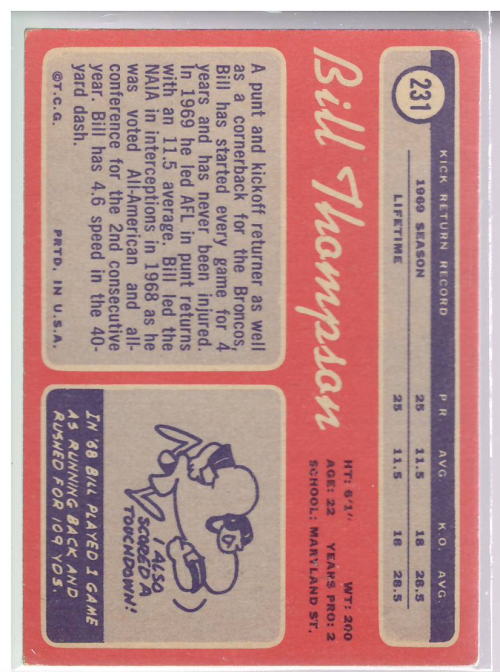 231
KICK RETURN RECORD P.R. AVG. K.O. AVG.
1969 SEASON 25 11.5 18 28.5
LIFETIME 25 11.5 18 28.5
Bill Thompson
HT: 6'1" WT: 200
AGE: 22 YEARS PRO: 2
SCHOOL: MARYLAND ST.
A punt and kickoff returner as well
as a cornerback for the Broncos,
Bill has started every game for 4
years and has never been injured.
In 1969 he led AFL in punt returns
with an 11.5 average. Bill led the
NAIA in interceptions in 1968 as he
was voted All-American and all-
conference for the 2nd consecutive
year. Bill has 4.6 speed in the 40-
yard dash.
©T.C.G. PRTD. IN U.S.A.
I ALSO
SCORED A
TOUCHDOWN!
IN '68 BILL PLAYED 1 GAME
AS RUNNING BACK AND
RUSHED FOR 109 YDS.